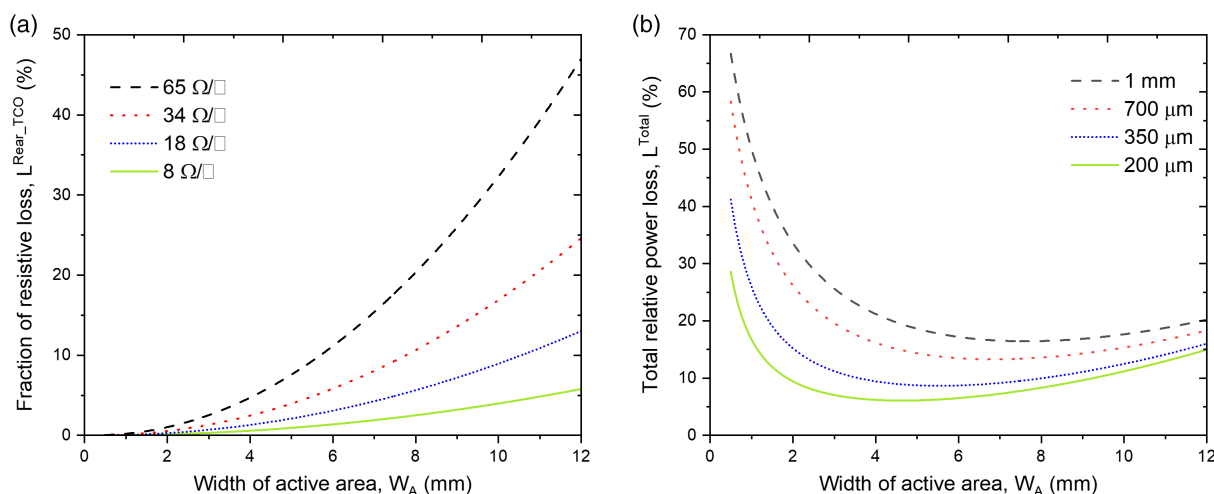 (a)
Fraction of resistive loss, L^Rear_TCO (%)
50
40
30
20
10
0
65 Ω/□
34 Ω/□
18 Ω/□
8 Ω/□
0 2 4 6 8 10 12
Width of active area, W_A (mm)
(b)
Total relative power loss, L^Total (%)
70
60
50
40
30
20
10
0
1 mm
700 μm
350 μm
200 μm
0 2 4 6 8 10 12
Width of active area, W_A (mm)